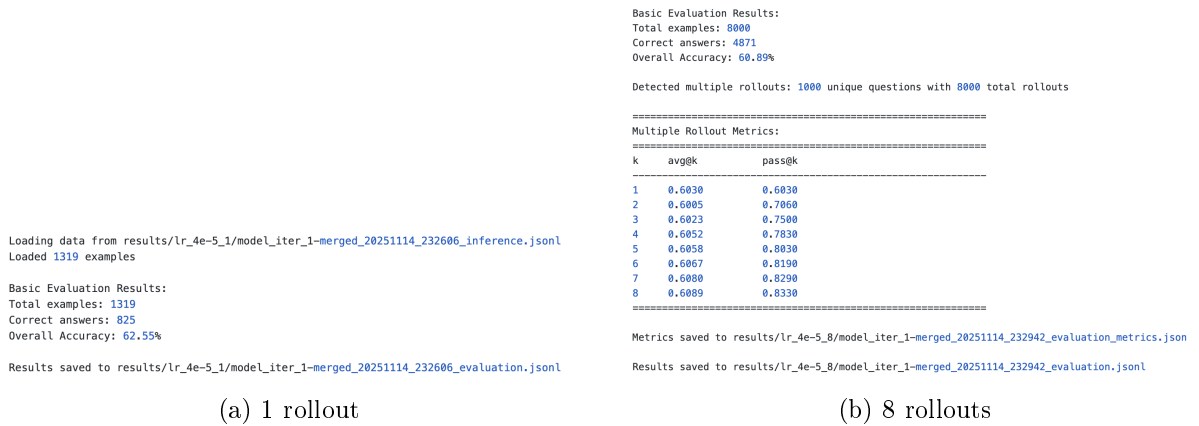 Loading data from results/lr_4e-5_1/model_iter_1-merged_20251114_232606_inference.jsonl
Loaded 1319 examples
Basic Evaluation Results:
Total examples: 1319
Correct answers: 825
Overall Accuracy: 62.55%
Results saved to results/lr_4e-5_1/model_iter_1-merged_20251114_232606_evaluation.jsonl
(a) 1 rollout
Basic Evaluation Results:
Total examples: 8000
Correct answers: 4871
Overall Accuracy: 60.89%
Detected multiple rollouts: 1000 unique questions with 8000 total rollouts
============================================================
Multiple Rollout Metrics:
============================================================
k avg@k pass@k
------------------------------------------------------------
1 0.6030 0.6030
2 0.6005 0.7060
3 0.6023 0.7500
4 0.6052 0.7830
5 0.6058 0.8030
6 0.6067 0.8190
7 0.6080 0.8290
8 0.6089 0.8330
============================================================
Metrics saved to results/lr_4e-5_8/model_iter_1-merged_20251114_232942_evaluation_metrics.json
Results saved to results/lr_4e-5_8/model_iter_1-merged_20251114_232942_evaluation.jsonl
(b) 8 rollouts